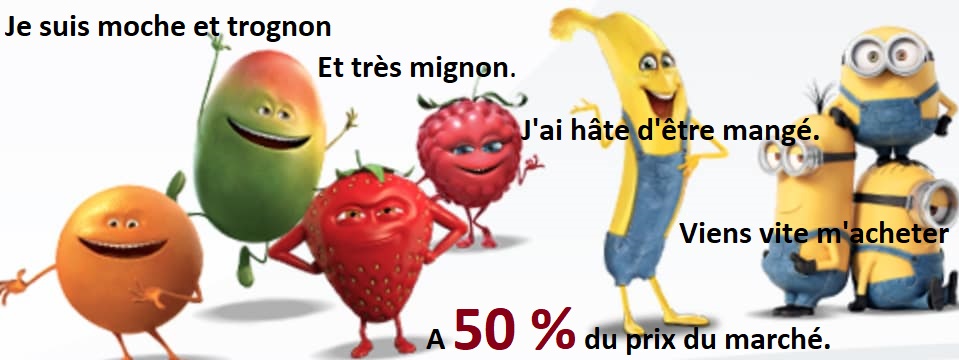 Je suis moche et trognon
Et très mignon.
J'ai hâte d'être mangé.
Viens vite m'acheter
A 50 % du prix du marché.